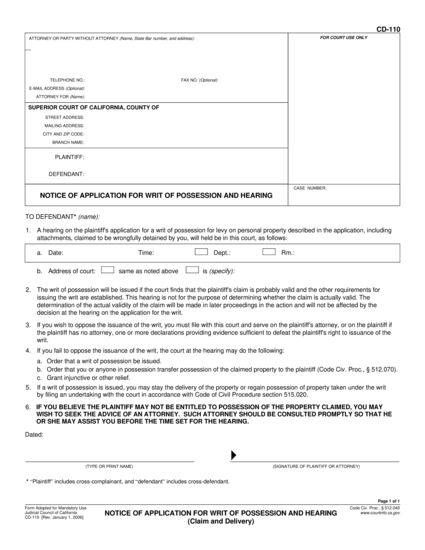 CD-110
ATTORNEY OR PARTY WITHOUT ATTORNEY (Name, State Bar number, and address):
FOR COURT USE ONLY
TELEPHONE NO.:
FAX NO. (Optional):
E-MAIL ADDRESS (Optional):
ATTORNEY FOR (Name):
SUPERIOR COURT OF CALIFORNIA, COUNTY OF
STREET ADDRESS:
MAILING ADDRESS:
CITY AND ZIP CODE:
BRANCH NAME:
PLAINTIFF:
DEFENDANT:
CASE NUMBER:
NOTICE OF APPLICATION FOR WRIT OF POSSESSION AND HEARING
TO DEFENDANT* (name):
1. A hearing on the plaintiff's application for a writ of possession for levy on personal property described in the application, including
attachments, claimed to be wrongfully detained by you, will be held in this court, as follows:
a. Date: Time: Dept.: Rm.:
b. Address of court: same as noted above is (specify):
2. The writ of possession will be issued if the court finds that the plaintiff's claim is probably valid and the other requirements for
issuing the writ are established. This hearing is not for the purpose of determining whether the claim is actually valid. The
determination of the actual validity of the claim will be made in later proceedings in the action and will not be affected by the
decision at the hearing on the application for the writ.
3. If you wish to oppose the issuance of the writ, you must file with this court and serve on the plaintiff's attorney, or on the plaintiff if
the plaintiff has no attorney, one or more declarations providing evidence sufficient to defeat the plaintiff's right to issuance of the
writ.
4. If you fail to oppose the issuance of the writ, the court at the hearing may do the following:
a. Order that a writ of possession be issued.
b. Order that you or anyone in possession transfer possession of the claimed property to the plaintiff (Code Civ. Proc., § 512.070).
c. Grant injunctive or other relief.
5. If a writ of possession is issued, you may stay the delivery of the property or regain possession of property taken under the writ
by filing an undertaking with the court in accordance with Code of Civil Procedure section 515.020.
6. IF YOU BELIEVE THE PLAINTIFF MAY NOT BE ENTITLED TO POSSESSION OF THE PROPERTY CLAIMED, YOU MAY
WISH TO SEEK THE ADVICE OF AN ATTORNEY. SUCH ATTORNEY SHOULD BE CONSULTED PROMPTLY SO THAT HE
OR SHE MAY ASSIST YOU BEFORE THE TIME SET FOR THE HEARING.
Dated:
(TYPE OR PRINT NAME)
(SIGNATURE OF PLAINTIFF OR ATTORNEY)
* "Plaintiff" includes cross-complainant, and "defendant" includes cross-defendant.
Page 1 of 1
Form Adopted for Mandatory Use
Judicial Council of California
CD-110 [Rev. January 1, 2006]
NOTICE OF APPLICATION FOR WRIT OF POSSESSION AND HEARING
(Claim and Delivery)
Code Civ. Proc., § 512.040
www.courtinfo.ca.gov